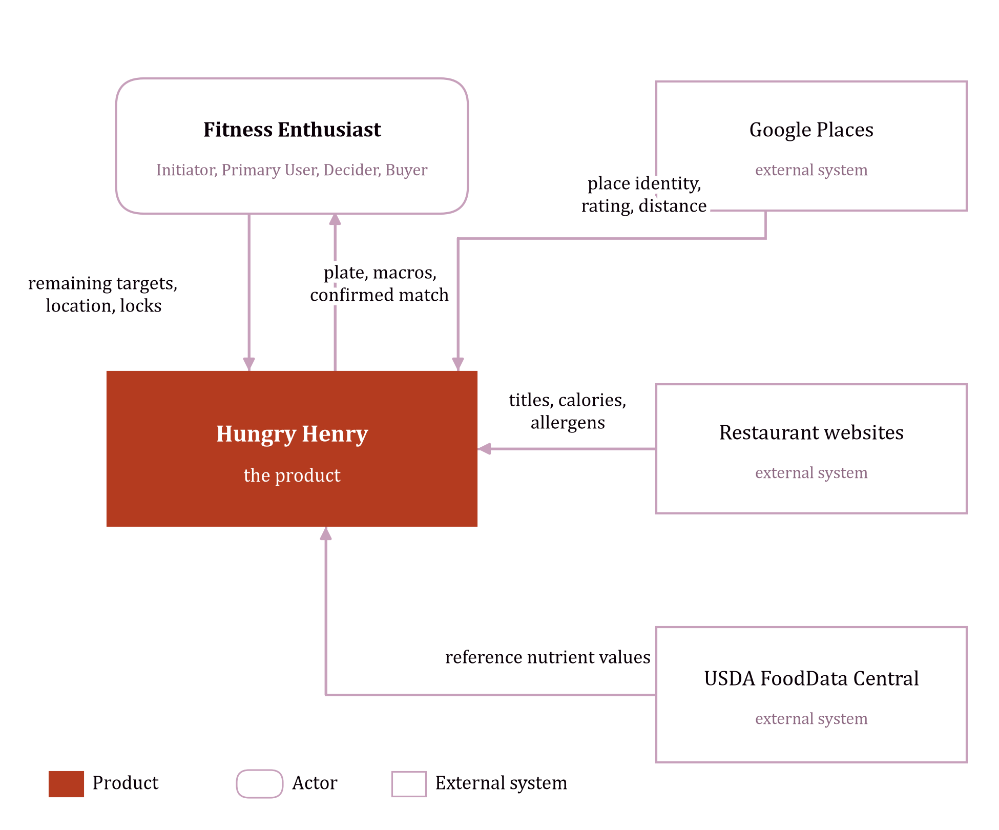 Fitness Enthusiast
Initiator, Primary User, Decider, Buyer
Google Places
external system
place identity,
rating, distance
remaining targets,
location, locks
plate, macros,
confirmed match
Hungry Henry
the product
titles, calories,
allergens
Restaurant websites
external system
reference nutrient values
USDA FoodData Central
external system
Product
Actor
External system